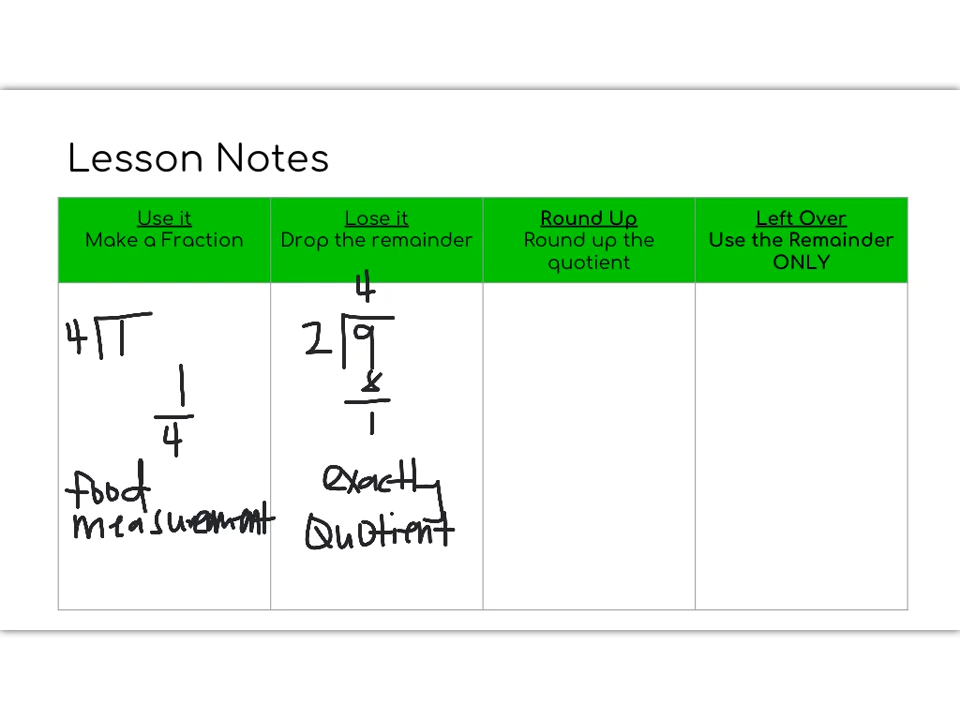 Lesson Notes
Use it
Make a Fraction
Lose it
Drop the remainder
Round Up
Round up the
quotient
Left Over
Use the Remainder
ONLY
4 1
1
4
food
measurement
4
2 9
8
1
exactly
Quotient